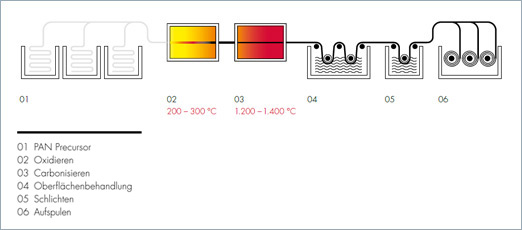 01 02 03 04 05 06
200 – 300 °C 1.200 – 1.400 °C
01 PAN Precursor
02 Oxidieren
03 Carbonisieren
04 Oberflächenbehandlung
05 Schlichten
06 Aufspulen